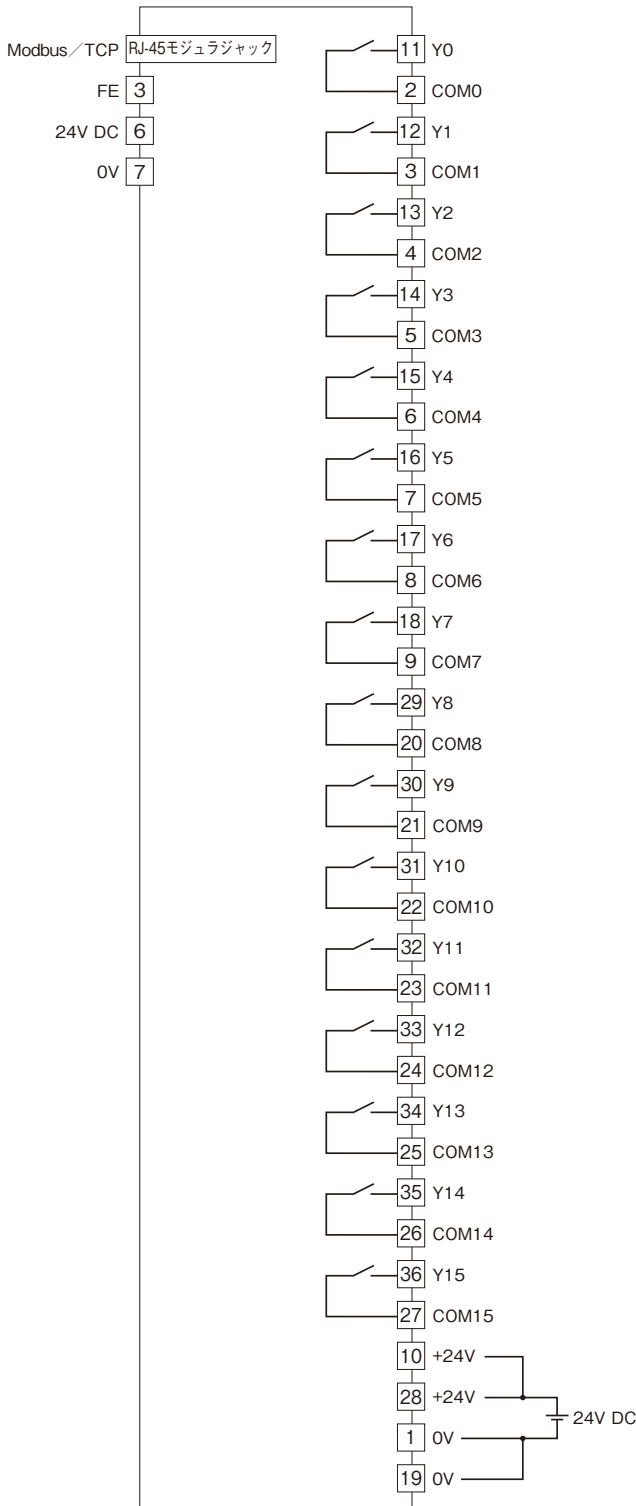 Modbus／TCP RJ-45モジュラジャック
FE 3
24V DC 6
0V 7
11 Y0
2 COM0
12 Y1
3 COM1
13 Y2
4 COM2
14 Y3
5 COM3
15 Y4
6 COM4
16 Y5
7 COM5
17 Y6
8 COM6
18 Y7
9 COM7
29 Y8
20 COM8
30 Y9
21 COM9
31 Y10
22 COM10
32 Y11
23 COM11
33 Y12
24 COM12
34 Y13
25 COM13
35 Y14
26 COM14
36 Y15
27 COM15
10 +24V
28 +24V
24V DC
1 0V
19 0V